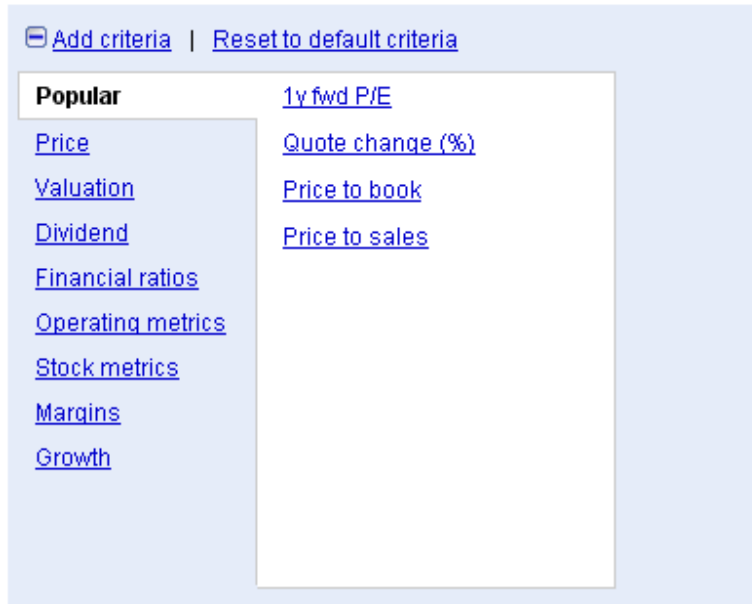 Add criteria | Reset to default criteria
Popular
Price
Valuation
Dividend
Financial ratios
Operating metrics
Stock metrics
Margins
Growth
1y fwd P/E
Quote change (%)
Price to book
Price to sales